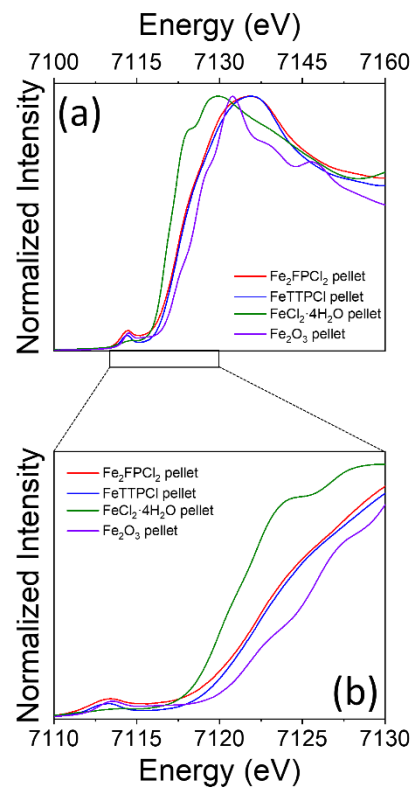 Energy (eV)
7100 7115 7130 7145 7160
(a)
Normalized Intensity
Fe₂FPCl₂ pellet
FeTTPCl pellet
FeCl₂·4H₂O pellet
Fe₂O₃ pellet
Fe₂FPCl₂ pellet
FeTTPCl pellet
FeCl₂·4H₂O pellet
Fe₂O₃ pellet
Normalized Intensity
(b)
7110 7115 7120 7125 7130
Energy (eV)